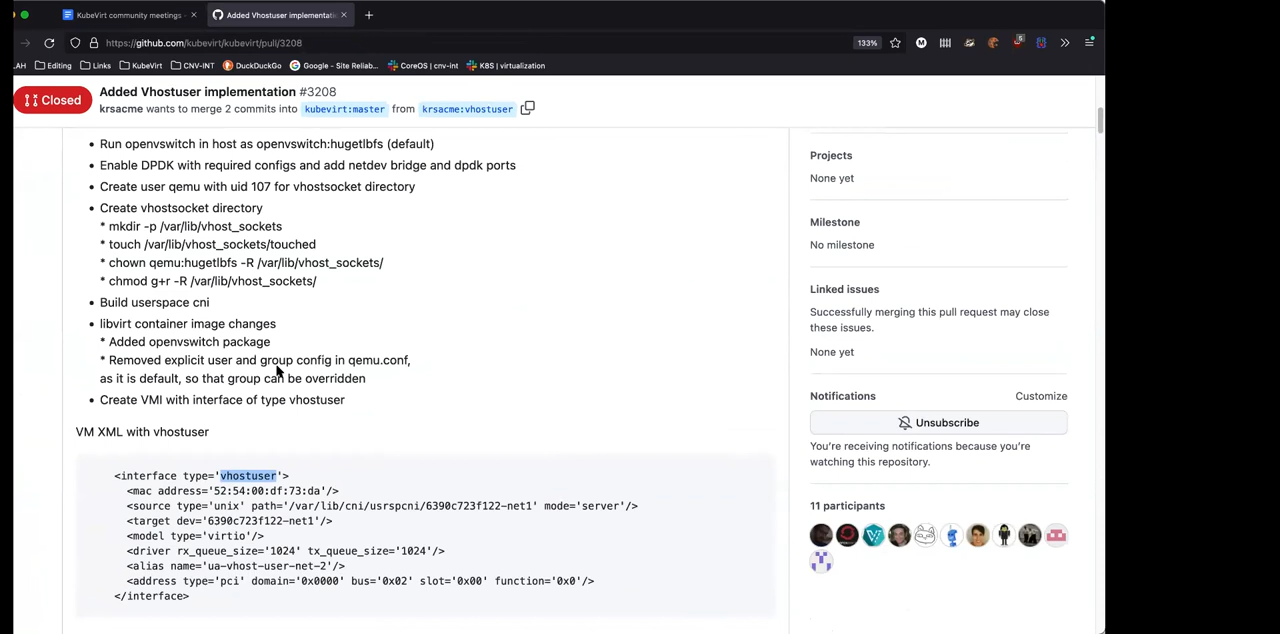 KubeVirt community meetings
Added Vhostuser implementati
https://github.com/kubevirt/kubevirt/pull/3208
133%
Editing
Links
KubeVirt
CNV-INT
DuckDuckGo
Google - Site Reliab...
CoreOS | cnv-int
K8S | virtualization
Closed
Added Vhostuser implementation #3208
krsacme wants to merge 2 commits into kubevirt:master from krsacme:vhostuser
• Run openvswitch in host as openvswitch:hugetlbfs (default)
• Enable DPDK with required configs and add netdev bridge and dpdk ports
• Create user qemu with uid 107 for vhostsocket directory
• Create vhostsocket directory
* mkdir -p /var/lib/vhost_sockets
* touch /var/lib/vhost_sockets/touched
* chown qemu:hugetlbfs -R /var/lib/vhost_sockets/
* chmod g+r -R /var/lib/vhost_sockets/
• Build userspace cni
• libvirt container image changes
* Added openvswitch package
* Removed explicit user and group config in qemu.conf,
as it is default, so that group can be overridden
• Create VMI with interface of type vhostuser
VM XML with vhostuser
<interface type='vhostuser'>
<mac address='52:54:00:df:73:da'/>
<source type='unix' path='/var/lib/cni/usrspcni/6390c723f122-net1' mode='server'/>
<target dev='6390c723f122-net1'/>
<model type='virtio'/>
<driver rx_queue_size='1024' tx_queue_size='1024'/>
<alias name='ua-vhost-user-net-2'/>
<address type='pci' domain='0x0000' bus='0x02' slot='0x00' function='0x0'/>
</interface>
Projects
None yet
Milestone
No milestone
Linked issues
Successfully merging this pull request may close
these issues.
None yet
Notifications
Customize
Unsubscribe
You're receiving notifications because you're
watching this repository.
11 participants